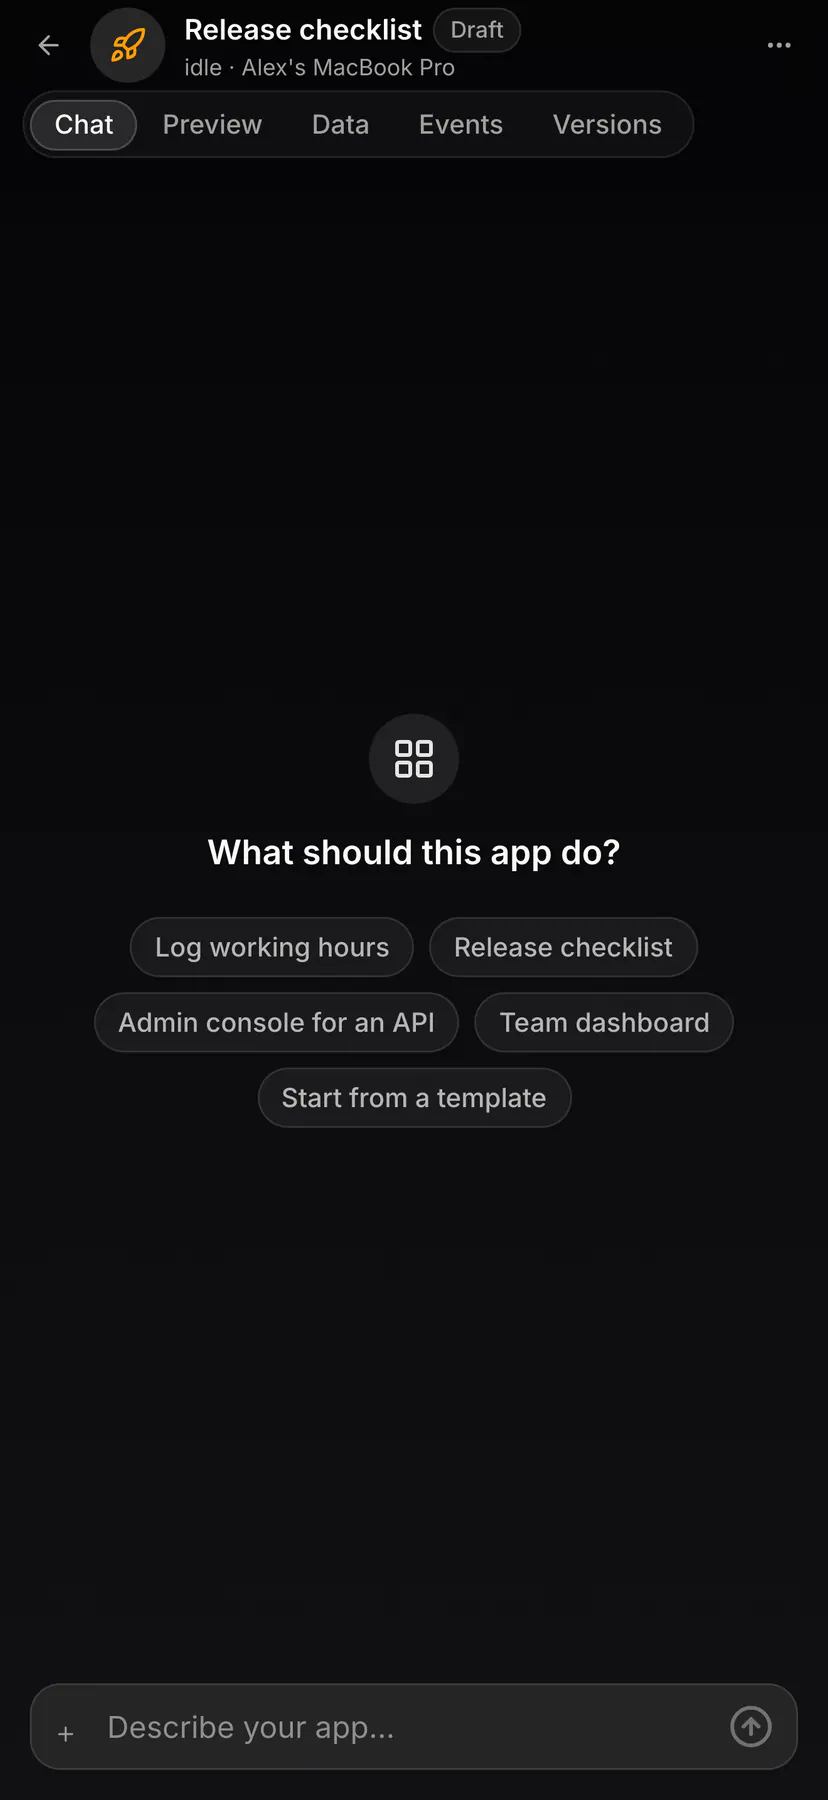 Release checklist Draft
idle · Alex's MacBook Pro
Chat Preview Data Events Versions
What should this app do?
Log working hours Release checklist
Admin console for an API Team dashboard
Start from a template
+ Describe your app...